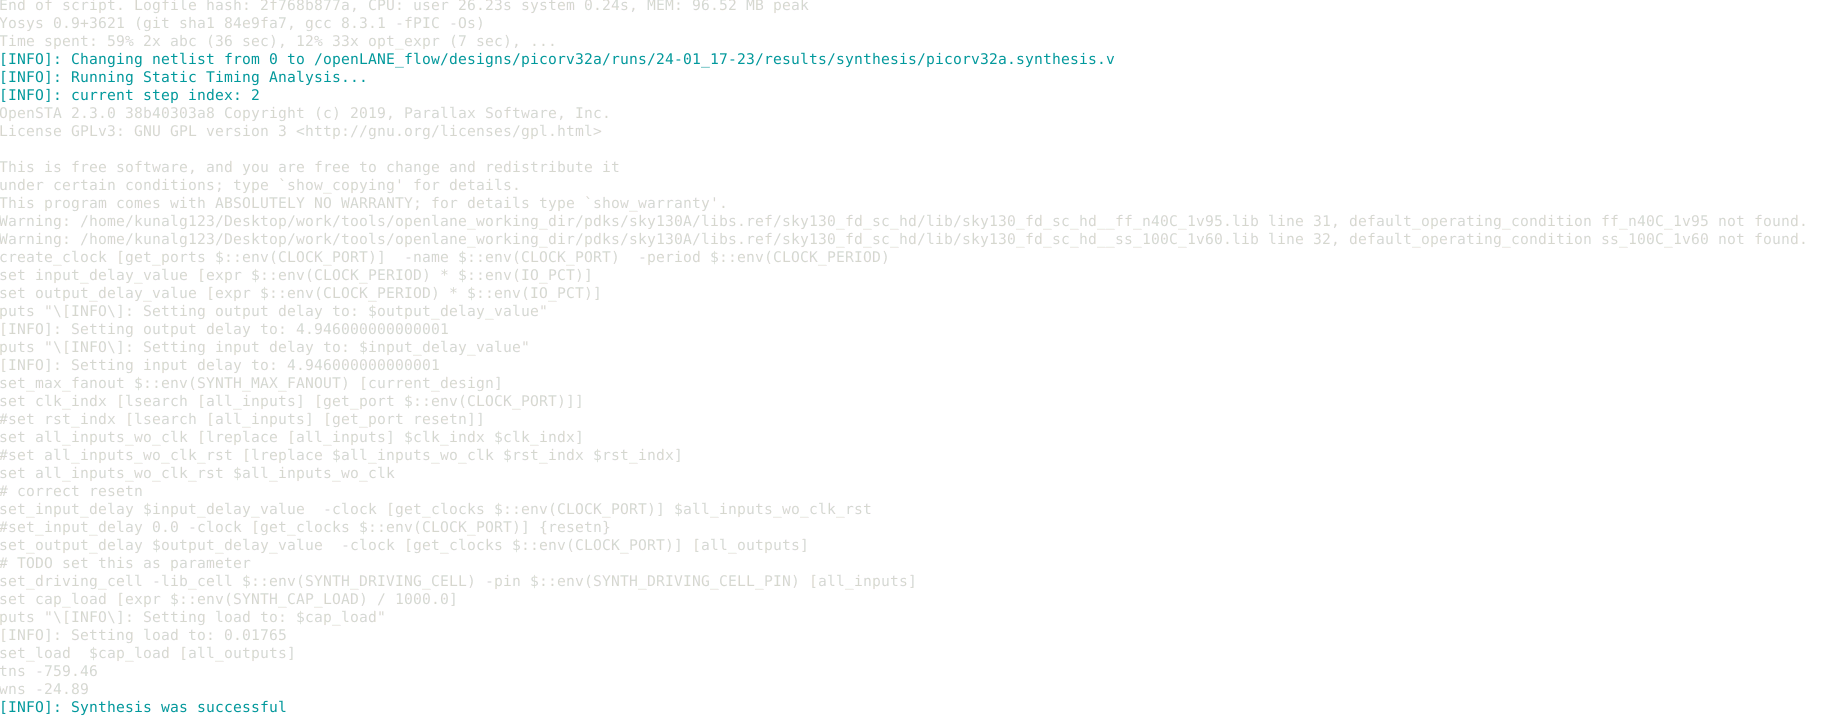 End of script. Logfile hash: 2f768b877a, CPU: user 26.23s system 0.24s, MEM: 96.52 MB peak
Yosys 0.9+3621 (git sha1 84e9fa7, gcc 8.3.1 -fPIC -Os)
Time spent: 59% 2x abc (36 sec), 12% 33x opt_expr (7 sec), ...
[INFO]: Changing netlist from 0 to /openLANE_flow/designs/picorv32a/runs/24-01_17-23/results/synthesis/picorv32a.synthesis.v
[INFO]: Running Static Timing Analysis...
[INFO]: current step index: 2
OpenSTA 2.3.0 38b40303a8 Copyright (c) 2019, Parallax Software, Inc.
License GPLv3: GNU GPL version 3 <http://gnu.org/licenses/gpl.html>

This is free software, and you are free to change and redistribute it
under certain conditions; type `show_copying' for details.
This program comes with ABSOLUTELY NO WARRANTY; for details type `show_warranty'.
Warning: /home/kunalg123/Desktop/work/tools/openlane_working_dir/pdks/sky130A/libs.ref/sky130_fd_sc_hd/lib/sky130_fd_sc_hd__ff_n40C_1v95.lib line 31, default_operating_condition ff_n40C_1v95 not found.
Warning: /home/kunalg123/Desktop/work/tools/openlane_working_dir/pdks/sky130A/libs.ref/sky130_fd_sc_hd/lib/sky130_fd_sc_hd__ss_100C_1v60.lib line 32, default_operating_condition ss_100C_1v60 not found.
create_clock [get_ports $::env(CLOCK_PORT)]  -name $::env(CLOCK_PORT)  -period $::env(CLOCK_PERIOD)
set input_delay_value [expr $::env(CLOCK_PERIOD) * $::env(IO_PCT)]
set output_delay_value [expr $::env(CLOCK_PERIOD) * $::env(IO_PCT)]
puts "\[INFO\]: Setting output delay to: $output_delay_value"
[INFO]: Setting output delay to: 4.946000000000001
puts "\[INFO\]: Setting input delay to: $input_delay_value"
[INFO]: Setting input delay to: 4.946000000000001
set_max_fanout $::env(SYNTH_MAX_FANOUT) [current_design]
set clk_indx [lsearch [all_inputs] [get_port $::env(CLOCK_PORT)]]
#set rst_indx [lsearch [all_inputs] [get_port resetn]]
set all_inputs_wo_clk [lreplace [all_inputs] $clk_indx $clk_indx]
#set all_inputs_wo_clk_rst [lreplace $all_inputs_wo_clk $rst_indx $rst_indx]
set all_inputs_wo_clk_rst $all_inputs_wo_clk
# correct resetn
set_input_delay $input_delay_value  -clock [get_clocks $::env(CLOCK_PORT)] $all_inputs_wo_clk_rst
#set_input_delay 0.0 -clock [get_clocks $::env(CLOCK_PORT)] {resetn}
set_output_delay $output_delay_value  -clock [get_clocks $::env(CLOCK_PORT)] [all_outputs]
# TODO set this as parameter
set_driving_cell -lib_cell $::env(SYNTH_DRIVING_CELL) -pin $::env(SYNTH_DRIVING_CELL_PIN) [all_inputs]
set cap_load [expr $::env(SYNTH_CAP_LOAD) / 1000.0]
puts "\[INFO\]: Setting load to: $cap_load"
[INFO]: Setting load to: 0.01765
set_load  $cap_load [all_outputs]
tns -759.46
wns -24.89
[INFO]: Synthesis was successful